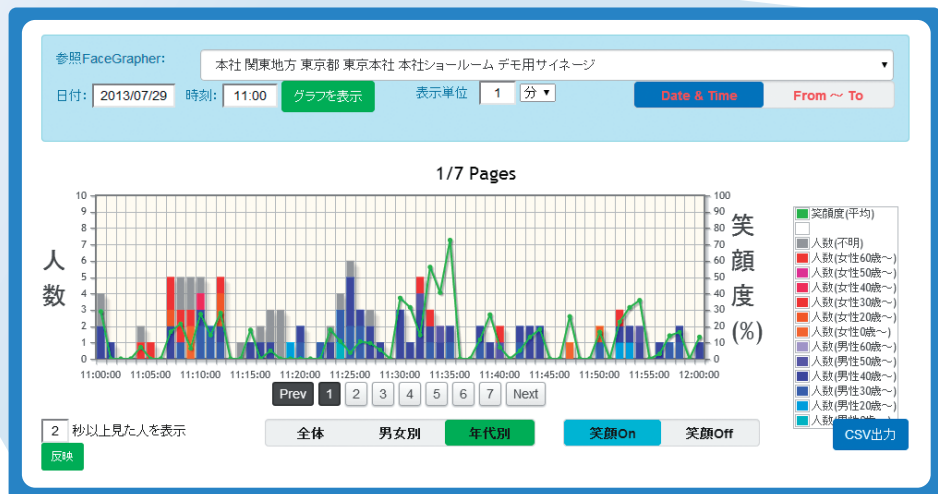 参照FaceGrapher:
本社 関東地方 東京都 東京本社 本社ショールーム デモ用サイネージ
日付: 2013/07/29 時刻: 11:00 グラフを表示 表示単位 1 分 Date & Time From ～ To
1/7 Pages
人数
10
9
8
7
6
5
4
3
2
1
0
100
90
80
70
60
50
40
30
20
10
0
笑顔度(%)
11:00:00 11:05:00 11:10:00 11:15:00 11:20:00 11:25:00 11:30:00 11:35:00 11:40:00 11:45:00 11:50:00 11:55:00 12:00:00
笑顔度(平均)
人数(不明)
人数(女性60歳～)
人数(女性50歳～)
人数(女性40歳～)
人数(女性30歳～)
人数(女性20歳～)
人数(女性0歳～)
人数(男性60歳～)
人数(男性50歳～)
人数(男性40歳～)
人数(男性30歳～)
人数(男性20歳～)
Prev 1 2 3 4 5 6 7 Next
2 秒以上見た人を表示
反映
全体 男女別 年代別 笑顔On 笑顔Off
CSV出力